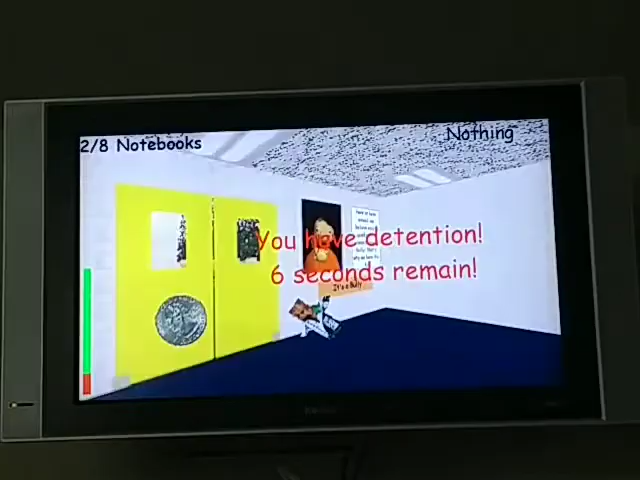 2/8 Notebooks
Nothing
You have detention!
6 seconds remain!
It's a Bully